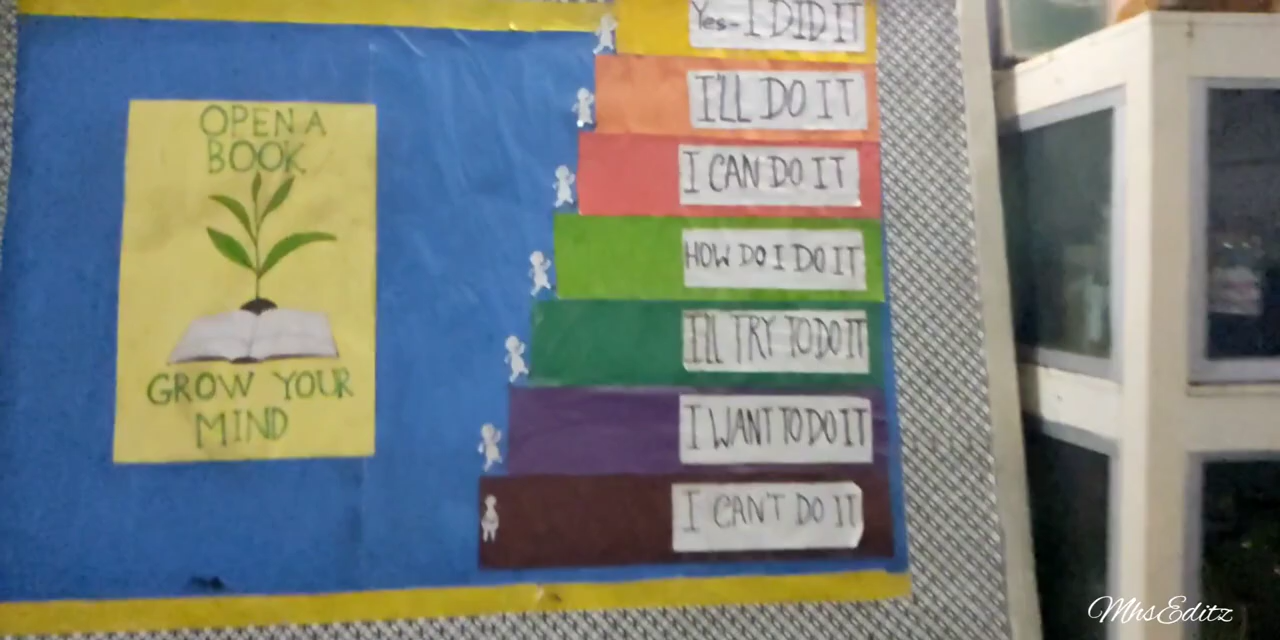 OPEN A
BOOK
GROW YOUR
MIND
Yes-I DID IT
I'LL DO IT
I CAN DO IT
HOW DO I DO IT
I'LL TRY TO DO IT
I WANT TO DO IT
I CAN'T DO IT
MhsEditz